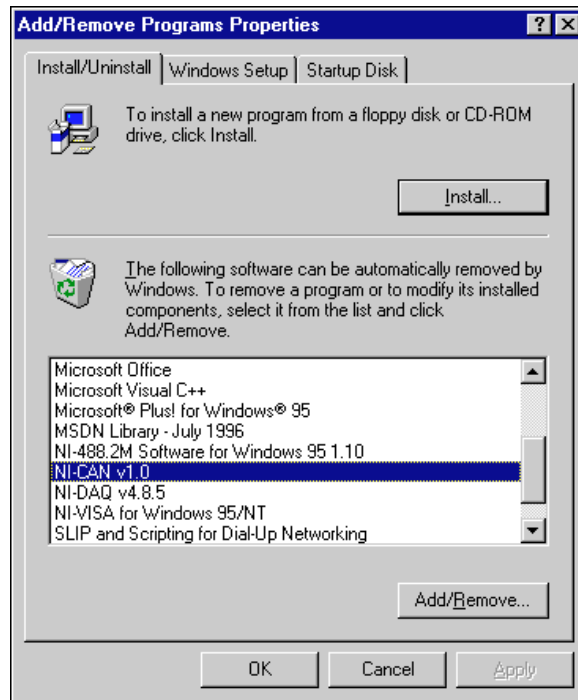 Add/Remove Programs Properties
Install/Uninstall Windows Setup Startup Disk
To install a new program from a floppy disk or CD-ROM
drive, click Install.
Install...
The following software can be automatically removed by
Windows. To remove a program or to modify its installed
components, select it from the list and click
Add/Remove.
Microsoft Office
Microsoft Visual C++
Microsoft® Plus! for Windows® 95
MSDN Library - July 1996
NI-488.2M Software for Windows 95 1.10
NI-CAN v1.0
NI-DAQ v4.8.5
NI-VISA for Windows 95/NT
SLIP and Scripting for Dial-Up Networking
Add/Remove...
OK Cancel Apply